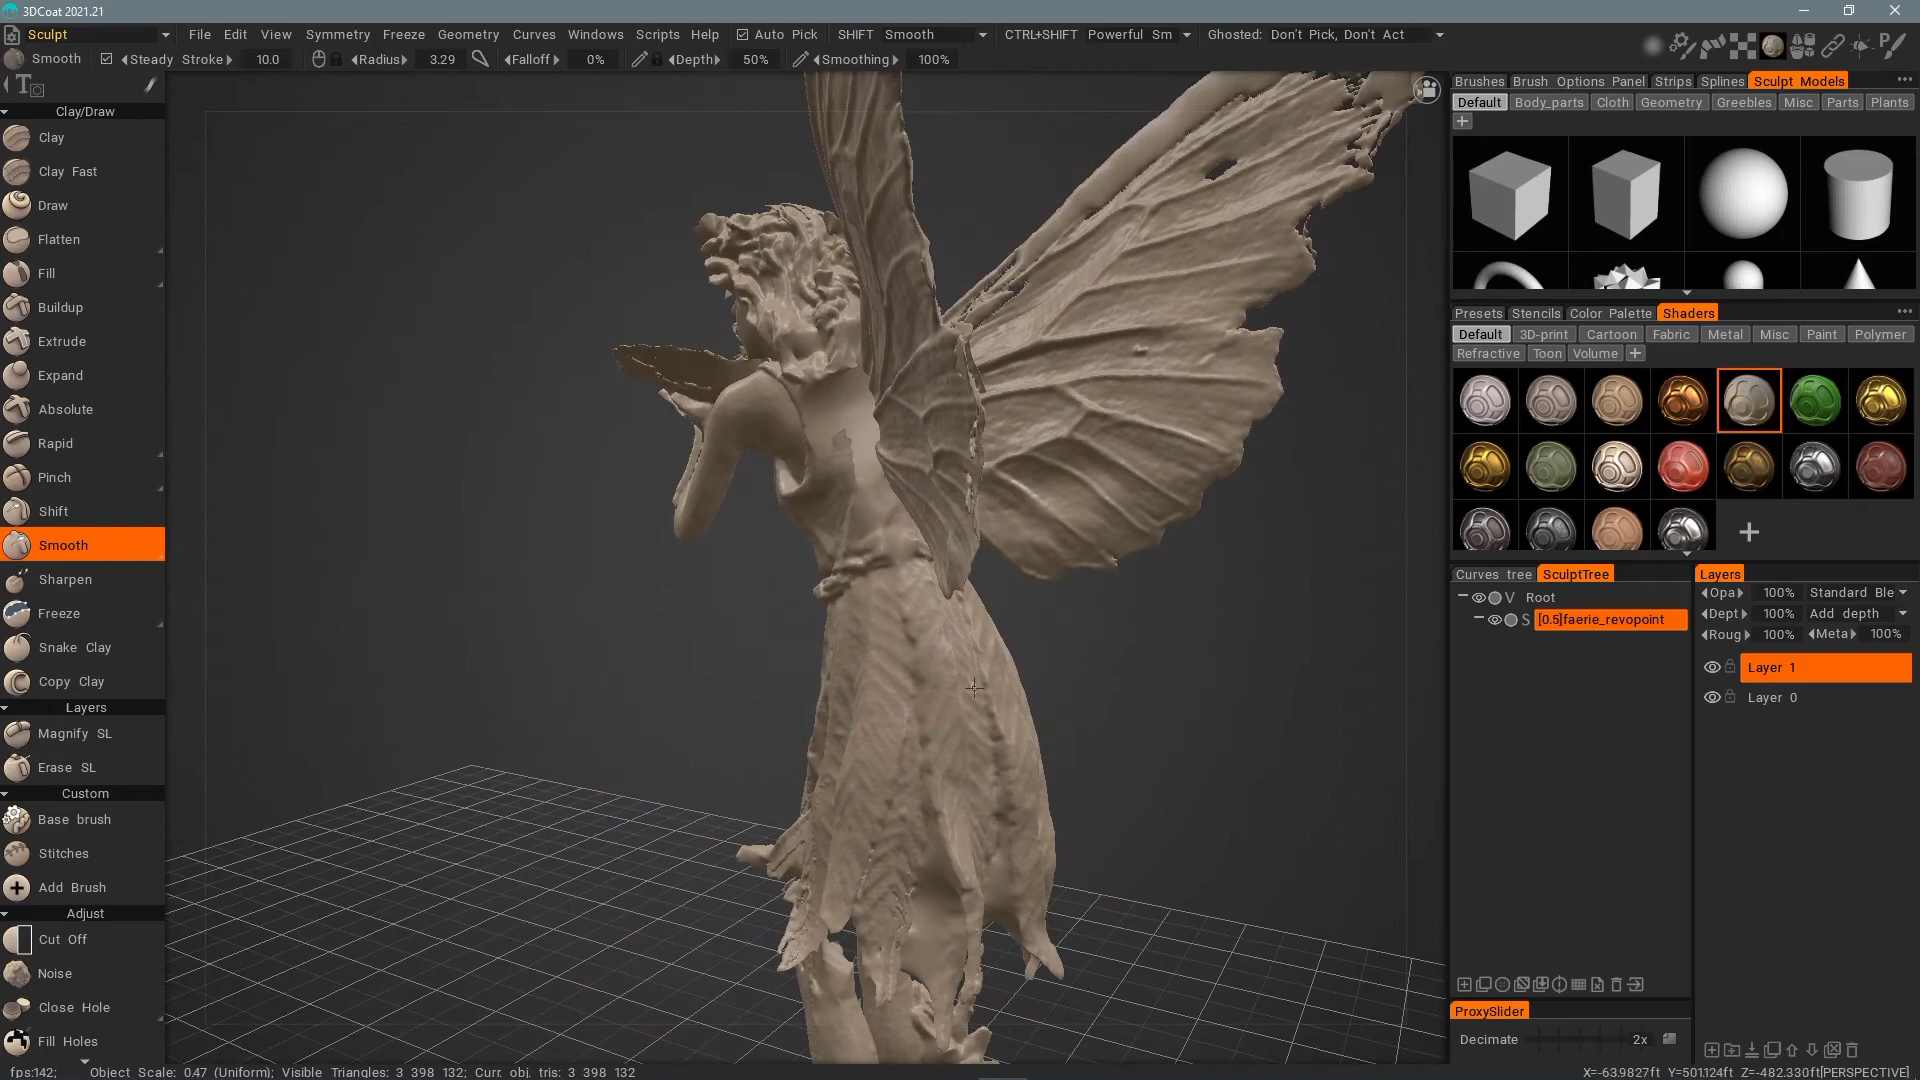 3DCoat 2021.21
Sculpt File Edit View Symmetry Freeze Geometry Curves Windows Scripts Help Auto Pick SHIFT Smooth CTRL+SHIFT Powerful Sm Ghosted: Don't Pick, Don't Act
Smooth Steady Stroke 10.0 Radius 3.29 Falloff 0% Depth 50% Smoothing 100%
Clay/Draw
Clay
Clay Fast
Draw
Flatten
Fill
Buildup
Extrude
Expand
Absolute
Rapid
Pinch
Shift
Smooth
Sharpen
Freeze
Snake Clay
Copy Clay
Layers
Magnify SL
Erase SL
Custom
Base brush
Stitches
Add Brush
Adjust
Cut Off
Noise
Close Hole
Fill Holes
Brushes Brush Options Panel Strips Splines Sculpt Models
Default Body_parts Cloth Geometry Greebles Misc Parts Plants
Presets Stencils Color Palette Shaders
Default 3D-print Cartoon Fabric Metal Misc Paint Polymer
Refractive Toon Volume
Curves tree SculptTree
V Root
S [0.5]faerie_revopoint
Layers
Opa 100% Standard Ble
Dept 100% Add depth
Roug 100% Meta 100%
Layer 1
Layer 0
ProxySlider
Decimate 2x
fps:142; Object Scale: 0.47 (Uniform); Visible Triangles: 3 398 132; Curr. obj. tris: 3 398 132
X=-63.9827ft Y=501.124ft Z=-482.330ft[PERSPECTIVE]